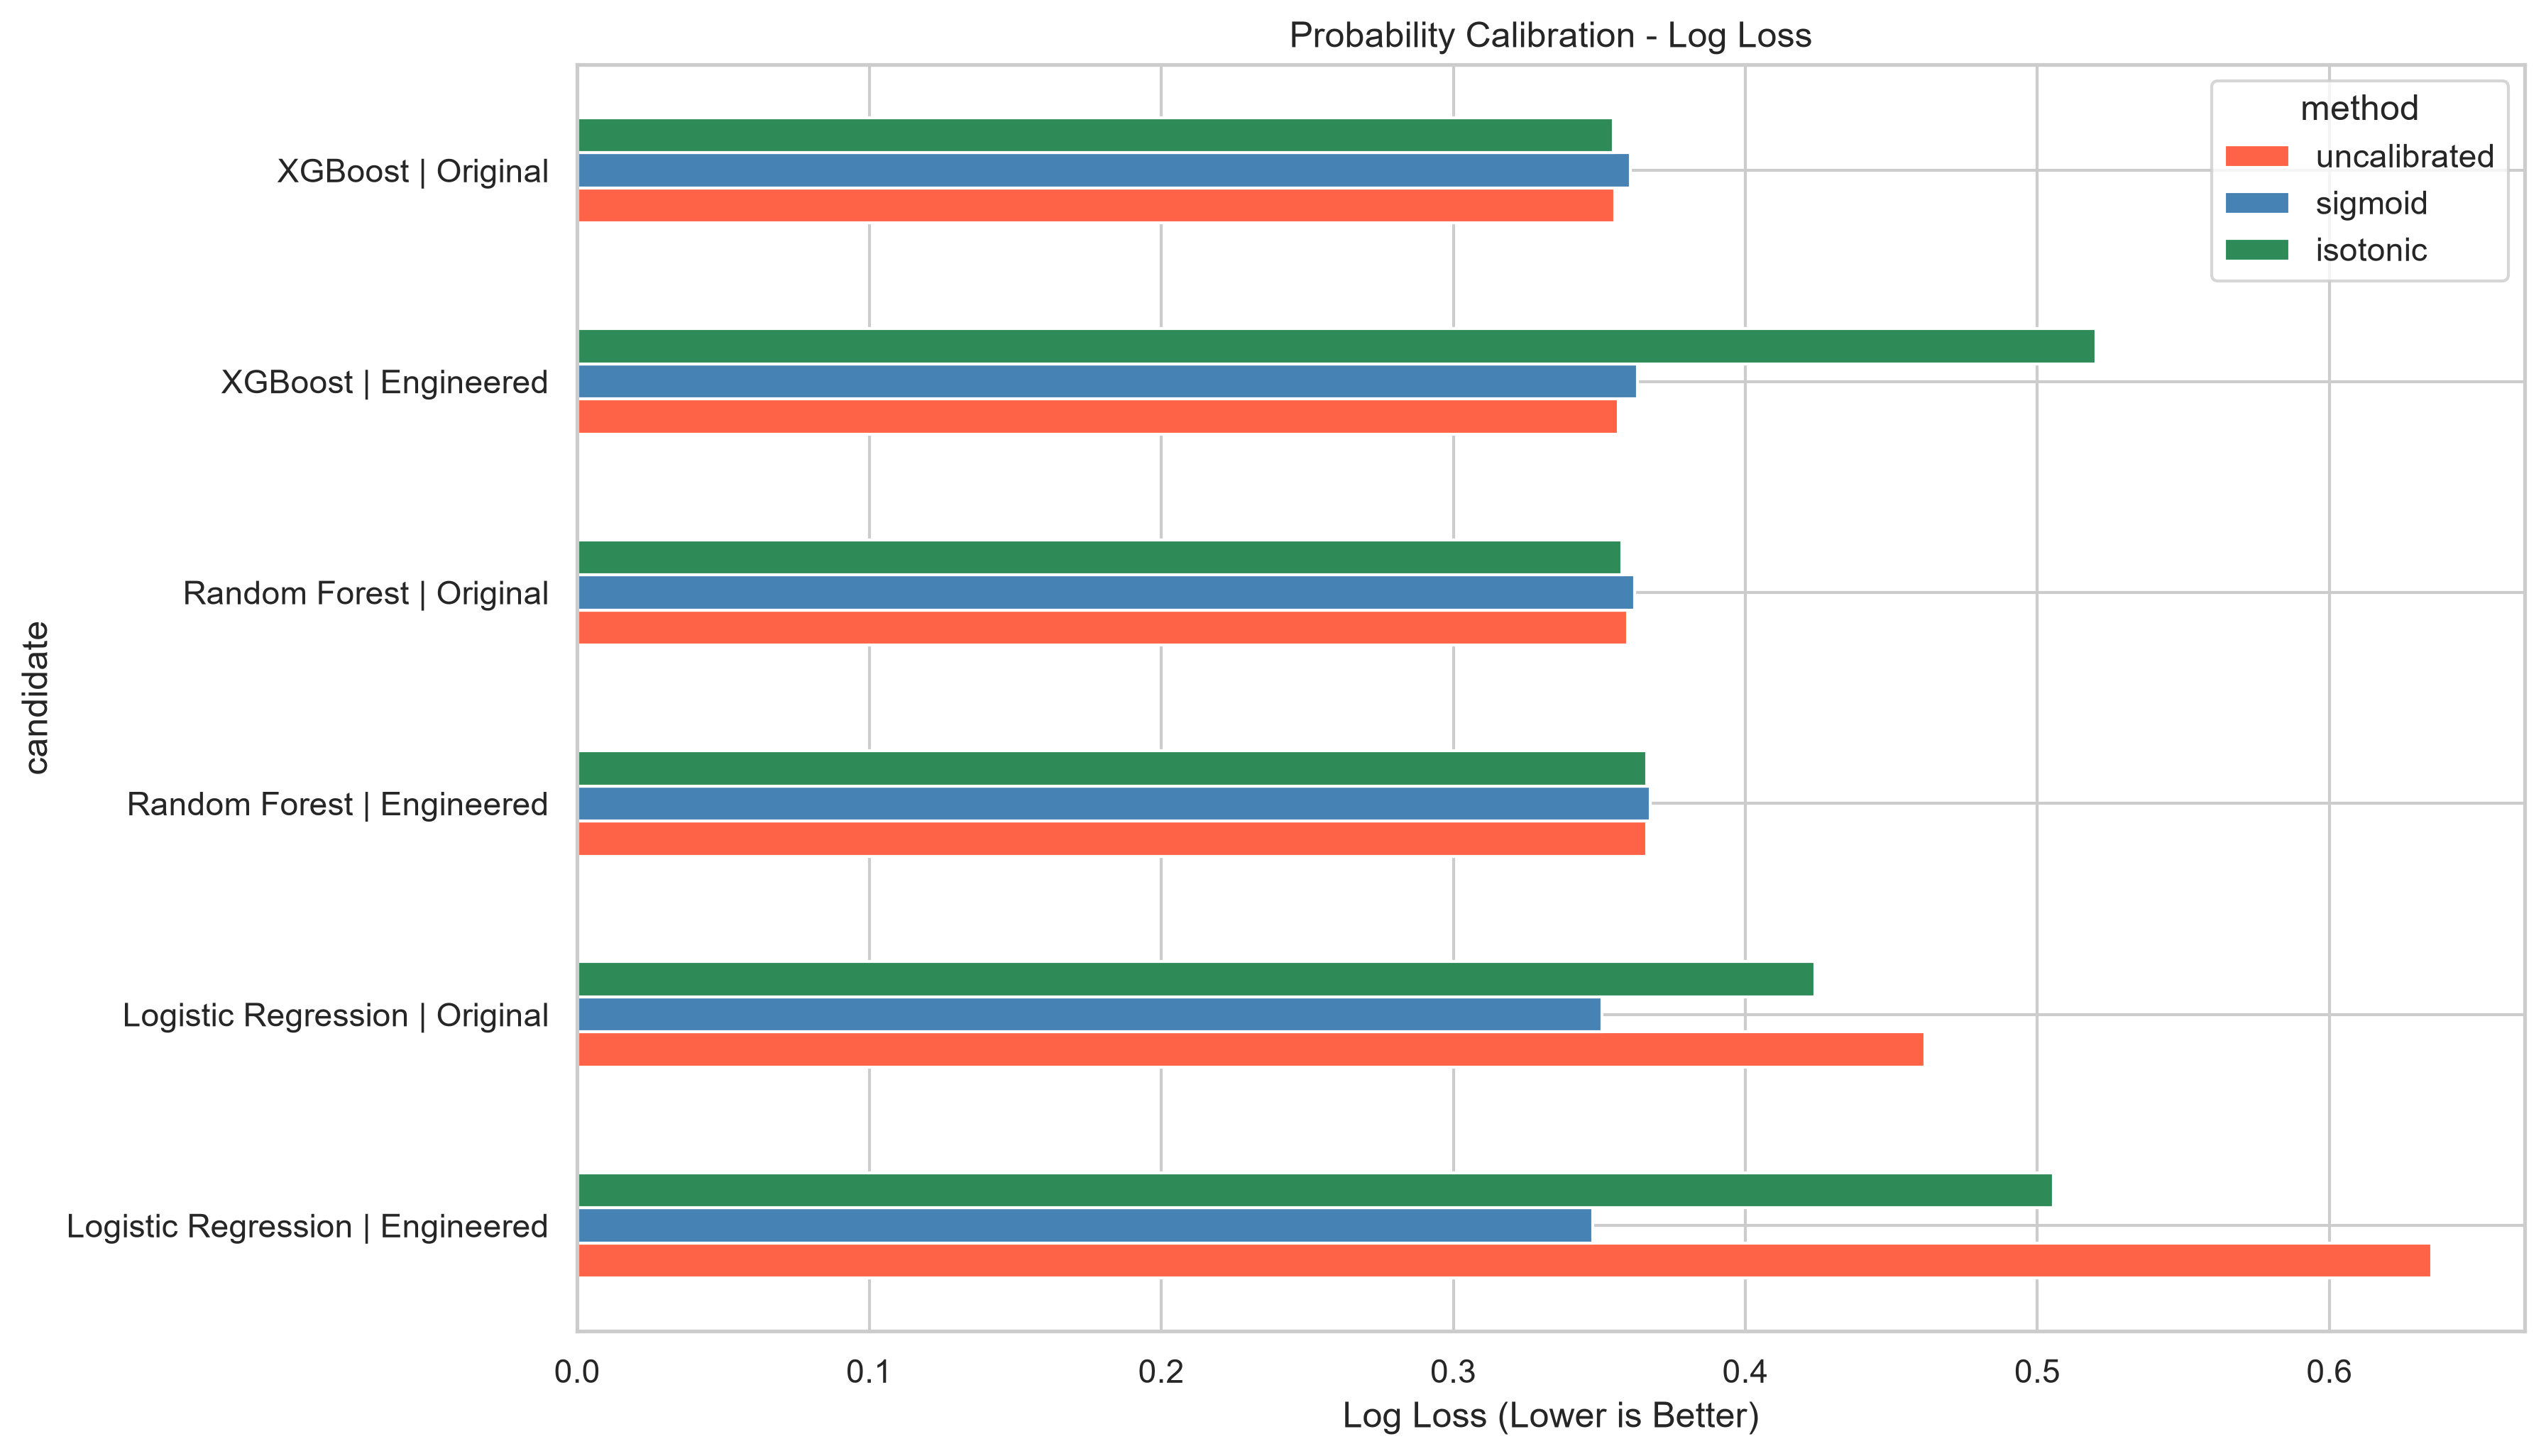 Probability Calibration - Log Loss
method
uncalibrated
sigmoid
isotonic
candidate
XGBoost | Original
XGBoost | Engineered
Random Forest | Original
Random Forest | Engineered
Logistic Regression | Original
Logistic Regression | Engineered
0.0 0.1 0.2 0.3 0.4 0.5 0.6
Log Loss (Lower is Better)